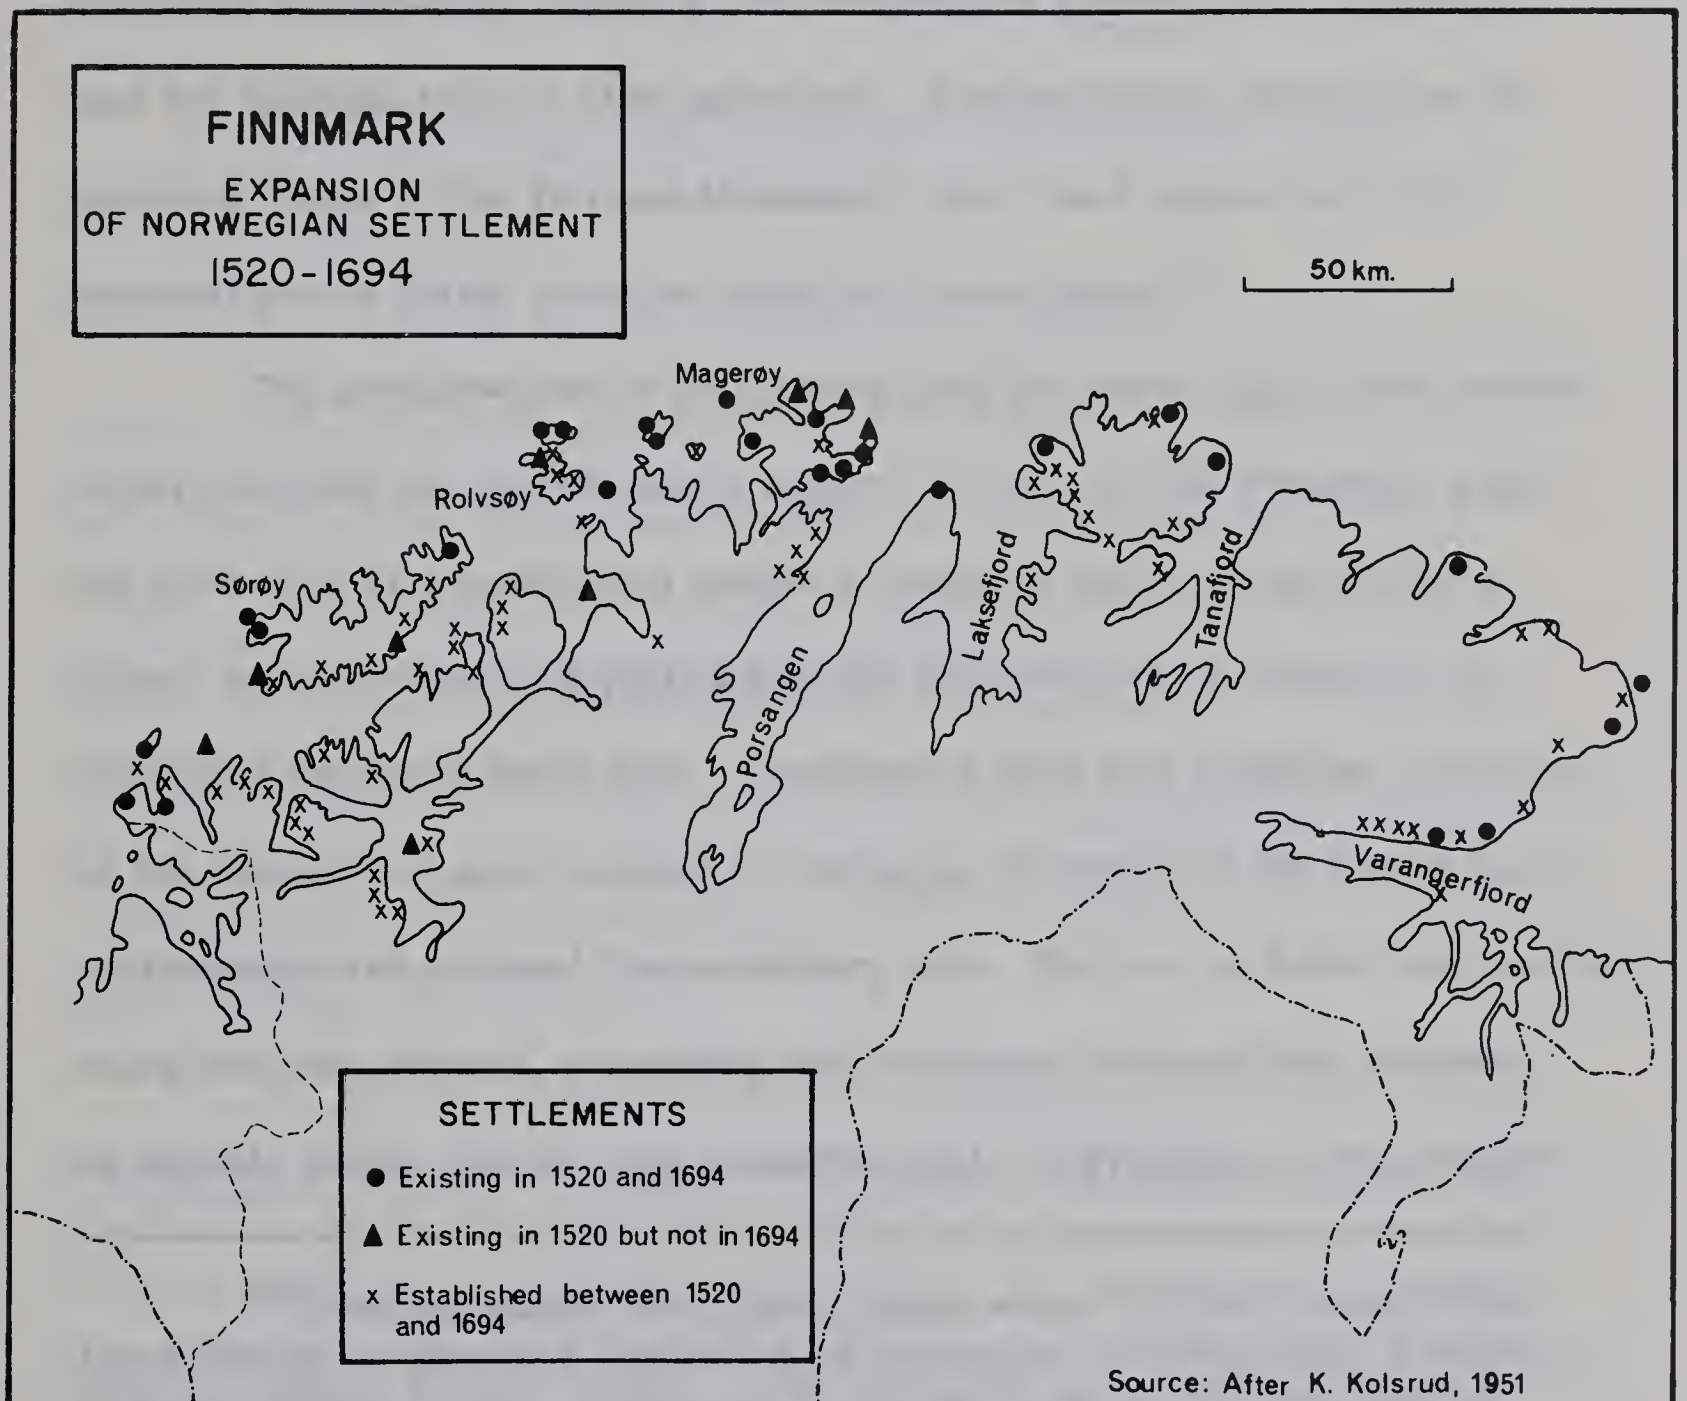 FINNMARK
EXPANSION
OF NORWEGIAN SETTLEMENT
1520-1694
50 km.
Magerøy
Rolvsøy
Sørøy
Laksefjord
Tanafjord
Porsangen
Varangerfjord
SETTLEMENTS
Existing in 1520 and 1694
Existing in 1520 but not in 1694
x Established between 1520
and 1694
Source: After K. Kolsrud, 1951